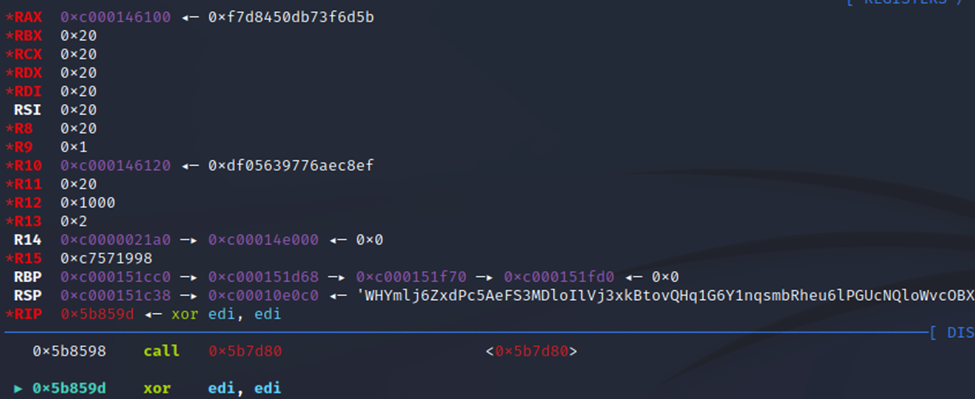 [ REGISTERS /
*RAX 0×c000146100 ◂— 0×f7d8450db73f6d5b
*RBX 0×20
*RCX 0×20
*RDX 0×20
*RDI 0×20
RSI 0×20
*R8 0×20
*R9 0×1
*R10 0×c000146120 ◂— 0×df05639776aec8ef
*R11 0×20
*R12 0×1000
*R13 0×2
R14 0×c0000021a0 —▸ 0×c00014e000 ◂— 0×0
*R15 0×c7571998
RBP 0×c000151cc0 —▸ 0×c000151d68 —▸ 0×c000151f70 —▸ 0×c000151fd0 ◂— 0×0
RSP 0×c000151c38 —▸ 0×c00010e0c0 ◂— 'WHYmlj6ZxdPc5AeFS3MDloIlVj3xkBtovQHq1G6Y1nqsmbRheu6lPGUcNQloWvcOBX
*RIP 0×5b859d ◂— xor edi, edi
[ DIS
0×5b8598 call 0×5b7d80 <0×5b7d80>
► 0×5b859d xor edi, edi